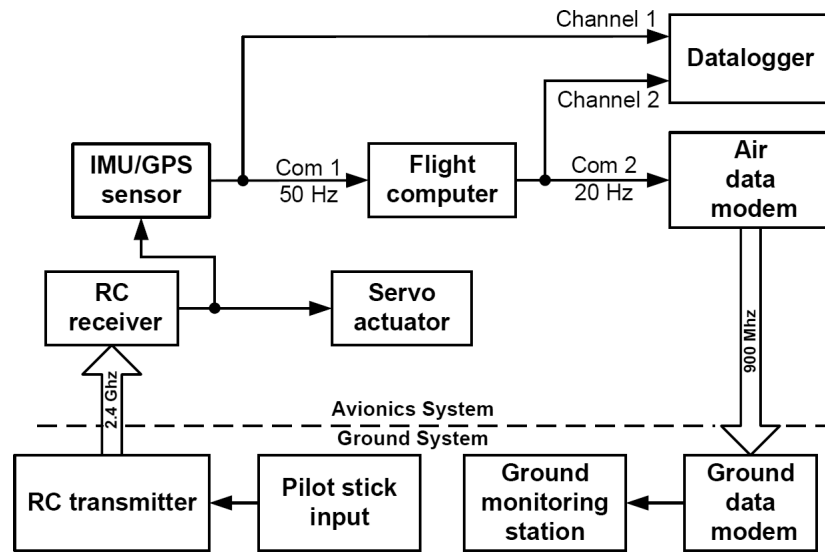 Channel 1
Datalogger
Channel 2
IMU/GPS
sensor
Com 1
50 Hz
Flight
computer
Com 2
20 Hz
Air
data
modem
RC
receiver
Servo
actuator
2.4 Ghz
900 Mhz
Avionics System
Ground System
RC transmitter
Pilot stick
input
Ground
monitoring
station
Ground
data
modem